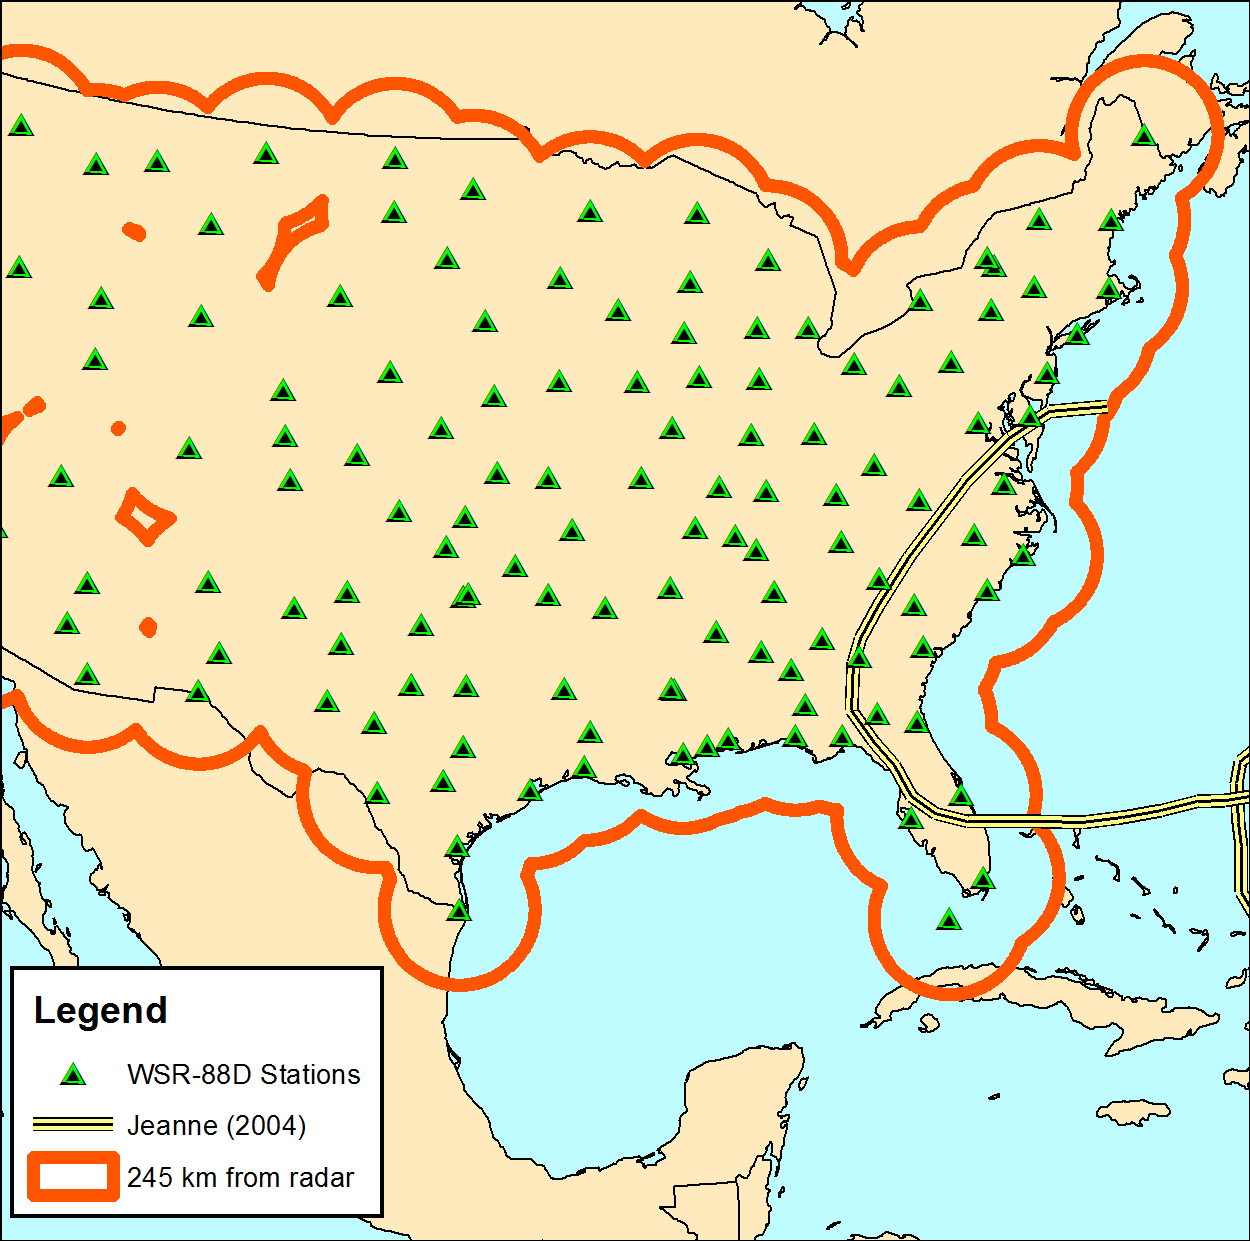 Legend
WSR-88D Stations
Jeanne (2004)
245 km from radar